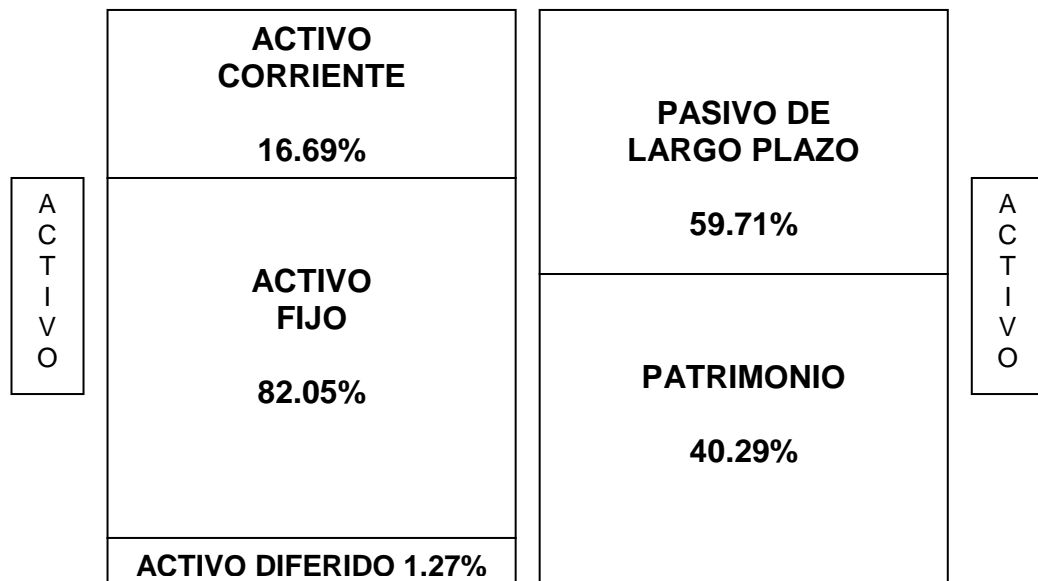 ACTIVO
CORRIENTE
16.69%
PASIVO DE
LARGO PLAZO
59.71%
A
C
T
I
V
O
ACTIVO
FIJO
82.05%
PATRIMONIO
40.29%
A
C
T
I
V
O
ACTIVO DIFERIDO 1.27%